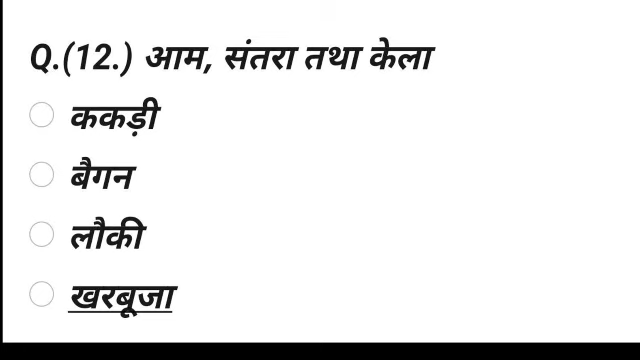 Q.(12.) आम, संतरा तथा केला
ककड़ी
बैगन
लौकी
खरबूजा